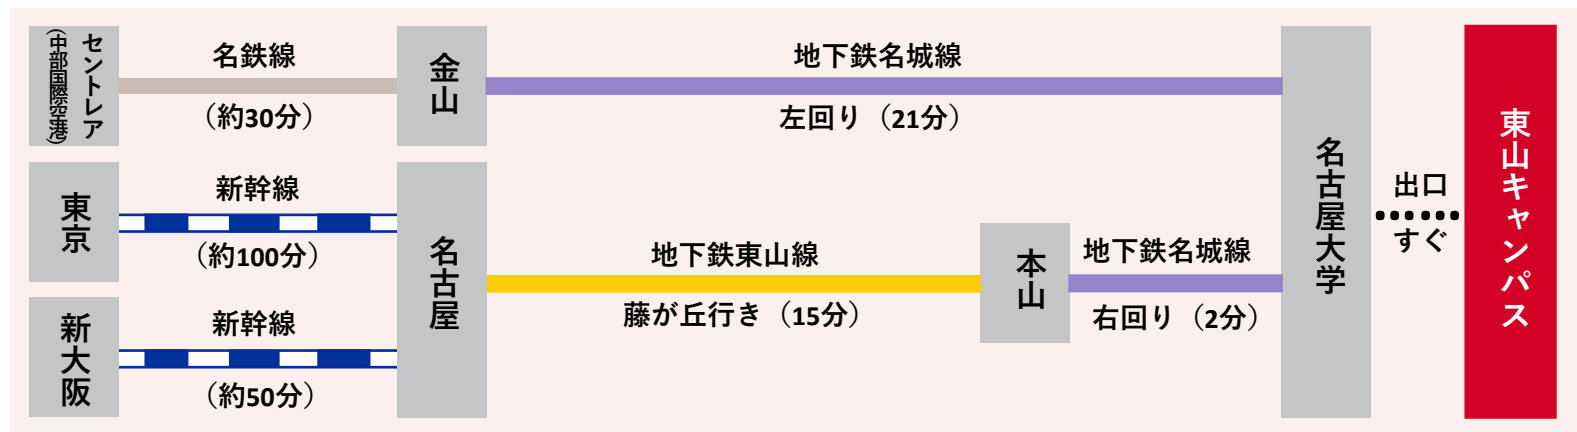 セントレア
(中部国際空港)
名鉄線
（約30分）
金山
地下鉄名城線
左回り（21分）
東京
新幹線
（約100分）
新大阪
新幹線
（約50分）
名古屋
地下鉄東山線
藤が丘行き（15分）
本山
地下鉄名城線
右回り（2分）
名古屋大学
出口
すぐ
東山キャンパス